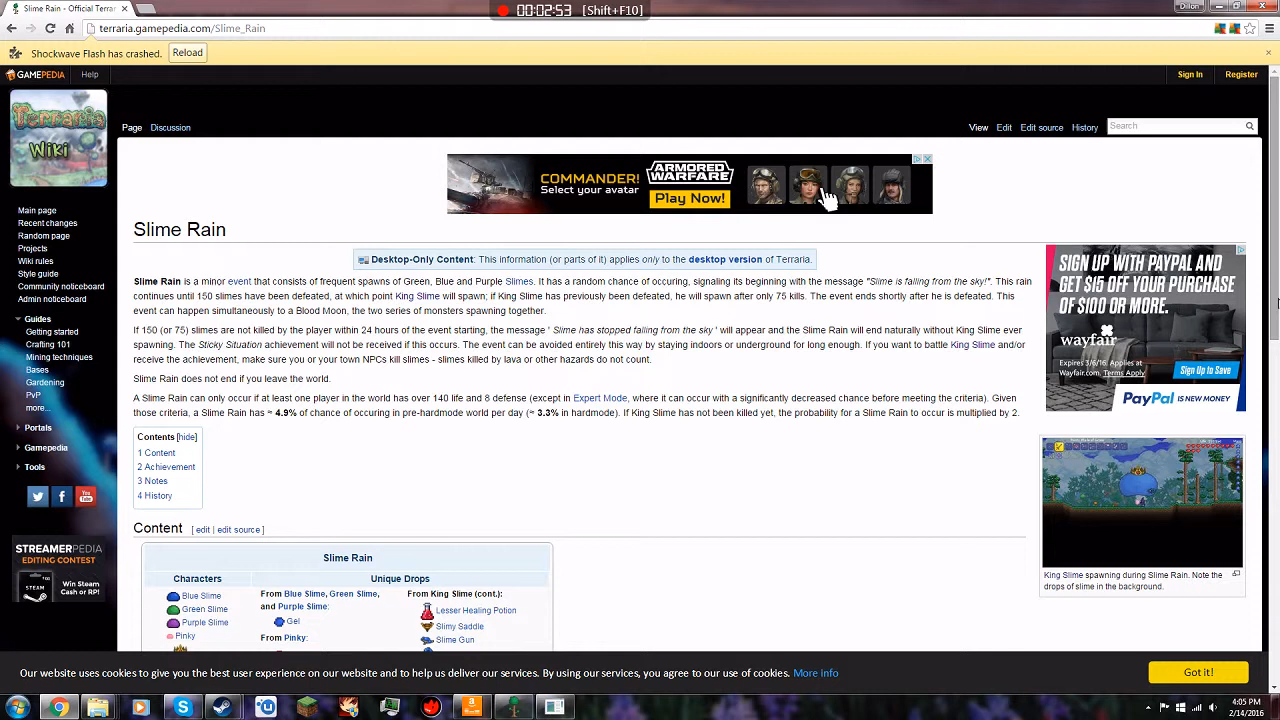 00:02:53 [Shift+F10]
Slime Rain - Official Terrar
Dillon
terraria.gamepedia.com/Slime_Rain
Shockwave Flash has crashed. Reload
GAMEPEDIA Help
Sign In Register
Terraria
Wiki
Page Discussion
View Edit Edit source History Search
COMMANDER!
Select your avatar
ARMORED
WARFARE
Play Now!
Main page
Recent changes
Random page
Projects
Wiki rules
Style guide
Community noticeboard
Admin noticeboard
Guides
Getting started
Crafting 101
Mining techniques
Bases
Gardening
PvP
more...
Portals
Gamepedia
Tools
STREAMERPEDIA
EDITING CONTEST
STEAM
Win Steam
Cash or RP!
Slime Rain
Desktop-Only Content: This information (or parts of it) applies only to the desktop version of Terraria.
Slime Rain is a minor event that consists of frequent spawns of Green, Blue and Purple Slimes. It has a random chance of occuring, signaling its beginning with the message "Slime is falling from the sky!". This rain
continues until 150 slimes have been defeated, at which point King Slime will spawn; if King Slime has previously been defeated, he will spawn after only 75 kills. The event ends shortly after he is defeated. This
event can happen simultaneously to a Blood Moon, the two series of monsters spawning together.
If 150 (or 75) slimes are not killed by the player within 24 hours of the event starting, the message ' Slime has stopped falling from the sky ' will appear and the Slime Rain will end naturally without King Slime ever
spawning. The Sticky Situation achievement will not be received if this occurs. The event can be avoided entirely this way by staying indoors or underground for long enough. If you want to battle King Slime and/or
receive the achievement, make sure you or your town NPCs kill slimes - slimes killed by lava or other hazards do not count.
Slime Rain does not end if you leave the world.
A Slime Rain can only occur if at least one player in the world has over 140 life and 8 defense (except in Expert Mode, where it can occur with a significantly decreased chance before meeting the criteria). Given
those criteria, a Slime Rain has ≈ 4.9% of chance of occuring in pre-hardmode world per day (≈ 3.3% in hardmode). If King Slime has not been killed yet, the probability for a Slime Rain to occur is multiplied by 2.
Contents [hide]
1 Content
2 Achievement
3 Notes
4 History
Content [ edit | edit source ]
Slime Rain
Characters
Blue Slime
Green Slime
Purple Slime
Pinky
Unique Drops
From Blue Slime, Green Slime,
and Purple Slime:
Gel
From Pinky:
From King Slime (cont.):
Lesser Healing Potion
Slimy Saddle
Slime Gun
SIGN UP WITH PAYPAL AND
GET $15 OFF YOUR PURCHASE
OF $100 OR MORE.
wayfair
Expires 3/6/16. Apply at
Wayfair.com. Terms Apply
Sign Up to Save
PayPal IS NEW MONEY
King Slime spawning during Slime Rain. Note the
drops of slime in the background.
Our website uses cookies to give you the best user experience on our website and to help us deliver our services. By using our services, you agree to our use of cookies. More info
Got it!
4:05 PM
2/14/2016